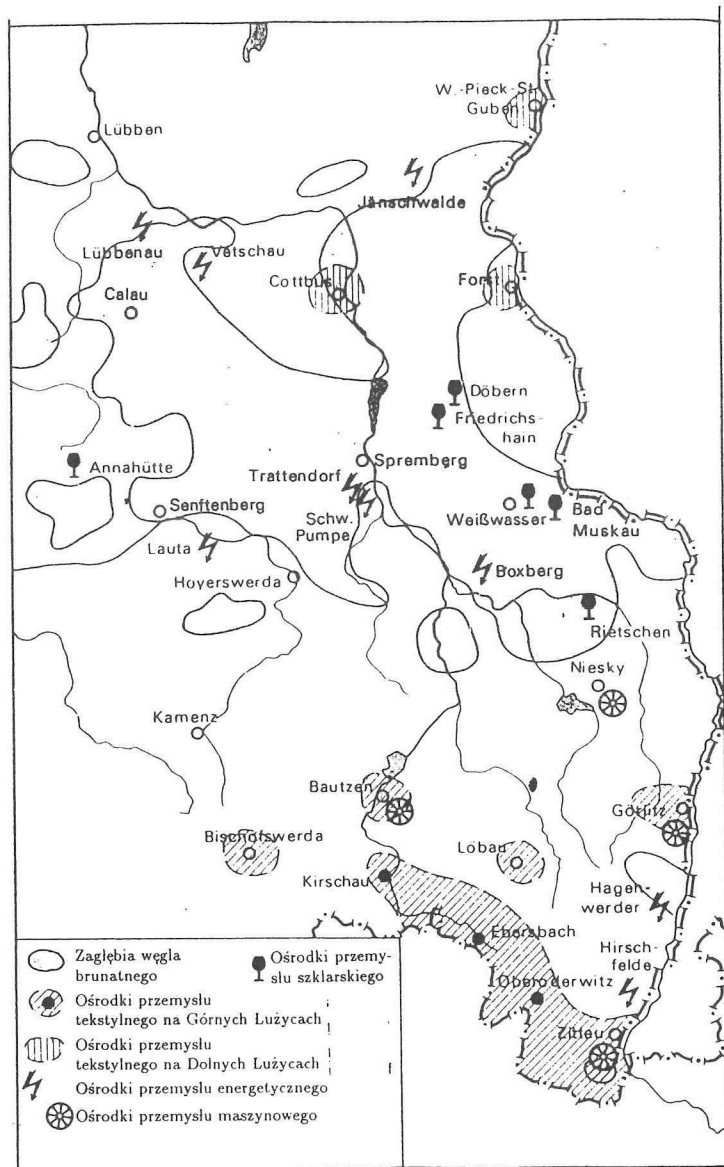 W.-Pieck-St.
Guben
Lübben
Jänschwalde
Lübbenau
Vetschau
Cottbus
Forst
Calau
Döbern
Friedrichs-
hain
Annahütte
Spremberg
Trattendorf
Senftenberg
Schw.
Pumpe
Weißwasser
Bad
Muskau
Lauta
Hoyerswerda
Boxberg
Rietschen
Niesky
Kamenz
Bautzen
Görlitz
Bischofswerda
Löbau
Kirschau
Hagen-
werder
Ebersbach
Hirsch-
felde
Oberoderwitz
Zittau
Zagłębia węgla
brunatnego
Ośrodki przemy-
słu szklarskiego
Ośrodki przemysłu
tekstylnego na Górnych Łużycach
Ośrodki przemysłu
tekstylnego na Dolnych Łużycach
Ośrodki przemysłu energetycznego
Ośrodki przemysłu maszynowego